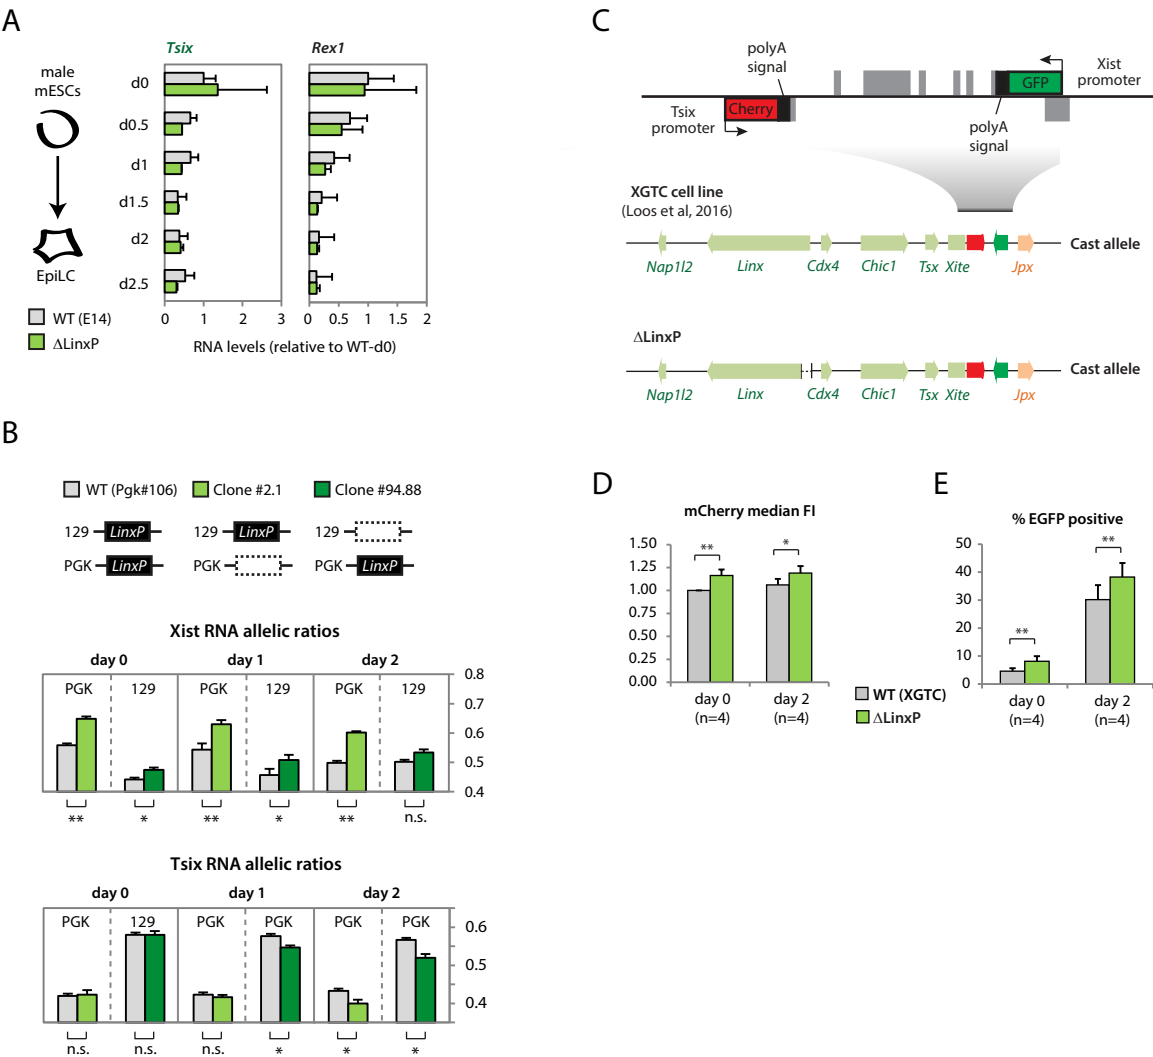 A
Tsix
Rex1
male
mESCs
EpiLC
d0
d0.5
d1
d1.5
d2
d2.5
0 1 2 3
0 0.5 1 1.5 2
RNA levels (relative to WT-d0)
WT (E14)
ΔLinxP
B
WT (Pgk#106)
Clone #2.1
Clone #94.88
129 LinxP
129 LinxP
129
PGK LinxP
PGK
PGK LinxP
Xist RNA allelic ratios
day 0 day 1 day 2
PGK 129 PGK 129 PGK 129
0.8
0.7
0.6
0.5
0.4
** * ** * ** n.s.
Tsix RNA allelic ratios
day 0 day 1 day 2
PGK 129 PGK PGK PGK PGK
0.6
0.5
0.4
n.s. n.s. n.s. * * *
C
polyA
signal
Xist
promoter
GFP
Cherry
Tsix
promoter
polyA
signal
XGTC cell line
(Loos et al, 2016)
Cast allele
Nap1l2 Linx Cdx4 Chic1 Tsx Xite Jpx
ΔLinxP
Cast allele
Nap1l2 Linx Cdx4 Chic1 Tsx Xite Jpx
D
mCherry median FI
1.50
1.25
1.00
0.75
0.50
0.25
0.00
** *
day 0 day 2
(n=4) (n=4)
WT (XGTC)
ΔLinxP
E
% EGFP positive
50
40
30
20
10
0
** **
day 0 day 2
(n=4) (n=4)